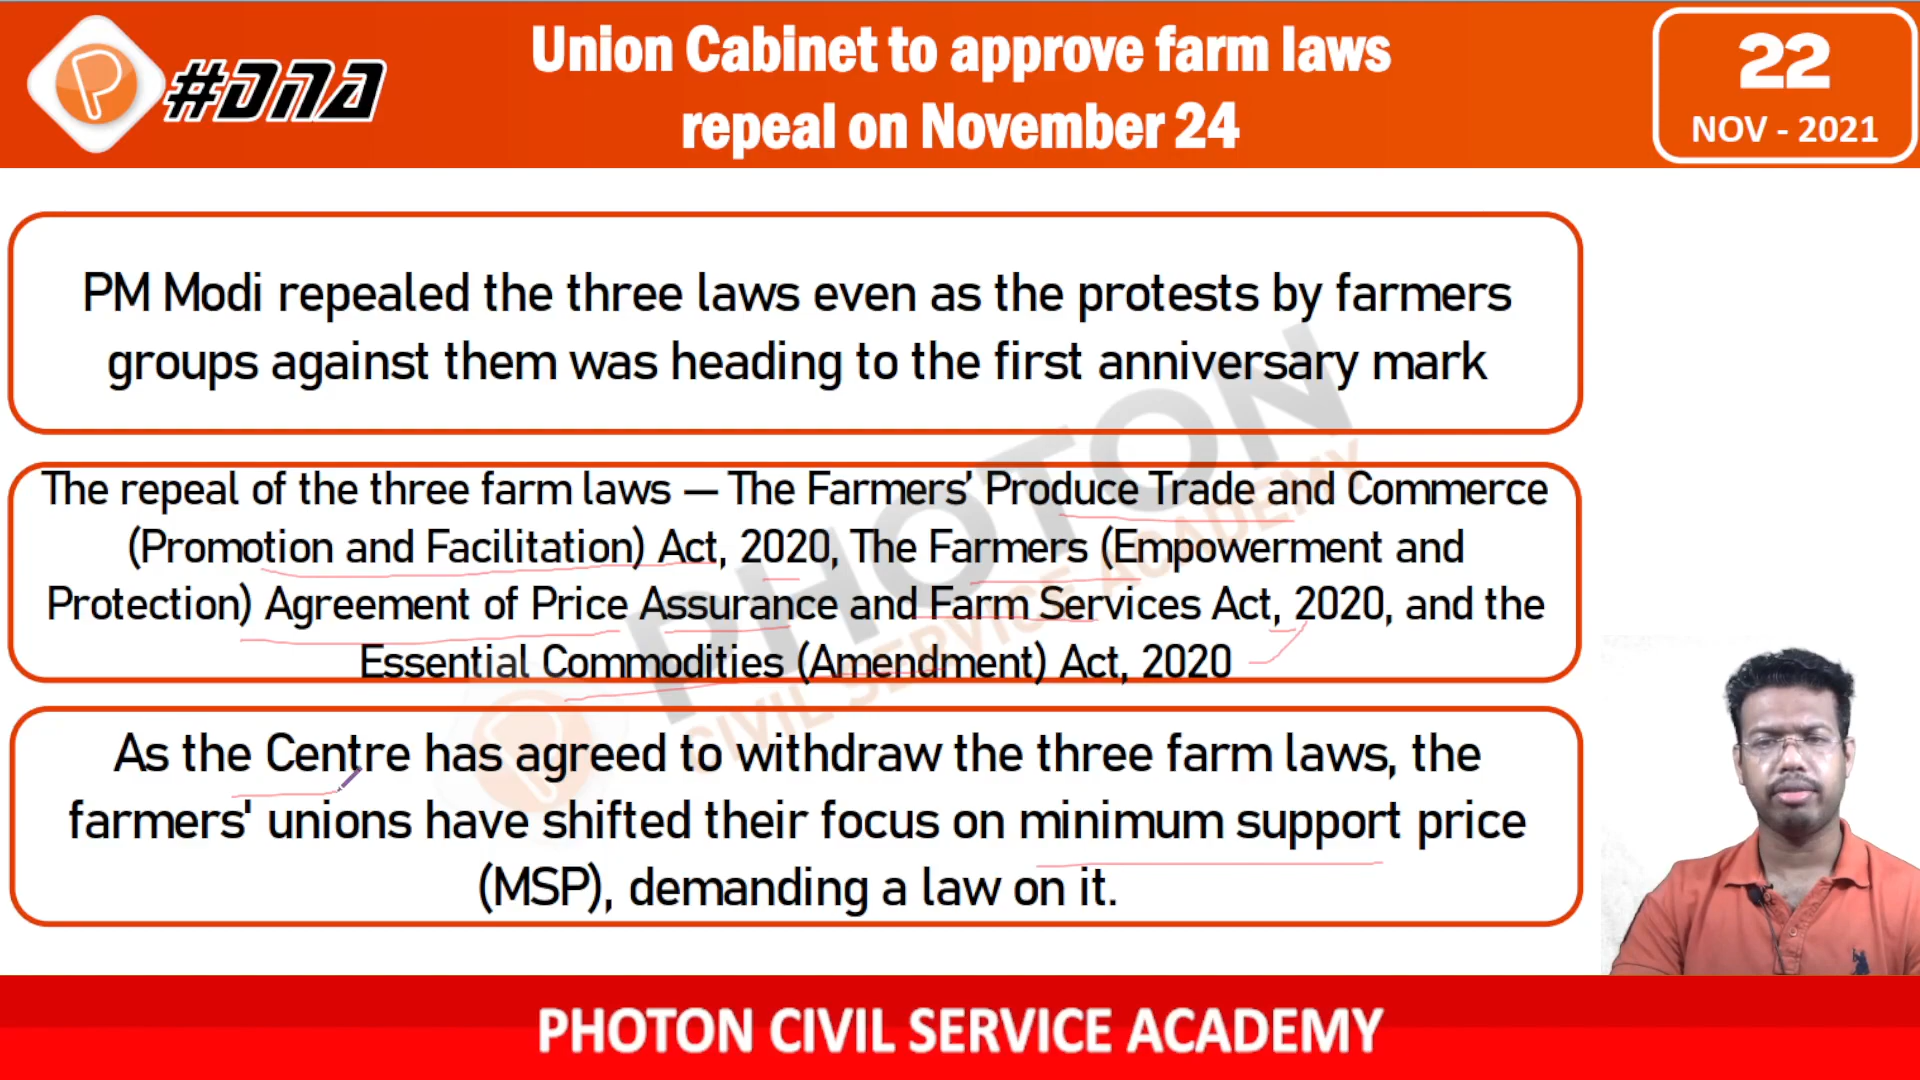 #DNA
Union Cabinet to approve farm laws
repeal on November 24
22
NOV - 2021
PM Modi repealed the three laws even as the protests by farmers
groups against them was heading to the first anniversary mark
The repeal of the three farm laws — The Farmers’ Produce Trade and Commerce
(Promotion and Facilitation) Act, 2020, The Farmers (Empowerment and
Protection) Agreement of Price Assurance and Farm Services Act, 2020, and the
Essential Commodities (Amendment) Act, 2020
As the Centre has agreed to withdraw the three farm laws, the
farmers' unions have shifted their focus on minimum support price
(MSP), demanding a law on it.
PHOTON
CIVIL SERVICE ACADEMY
PHOTON CIVIL SERVICE ACADEMY